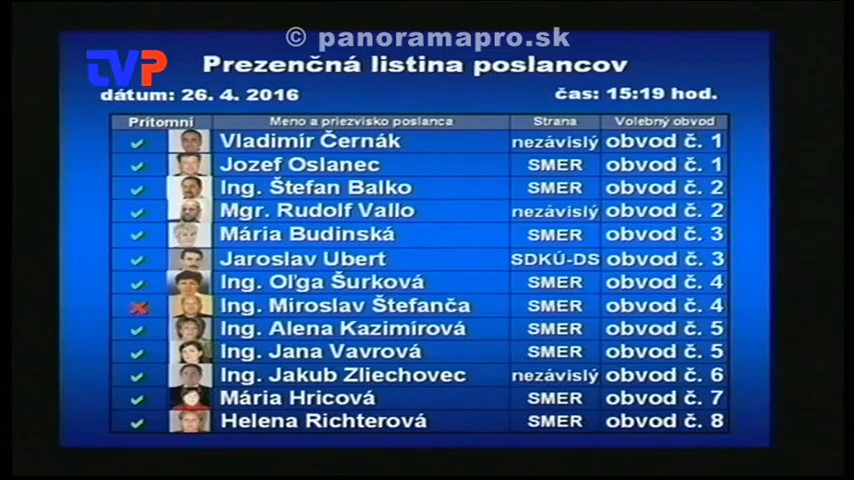 © panoramapro.sk
TVP
Prezenčná listina poslancov
dátum: 26. 4. 2016 čas: 15:19 hod.
Prítomní Meno a priezvisko poslanca Strana Volebný obvod
Vladimír Černák nezávislý obvod č. 1
Jozef Oslanec SMER obvod č. 1
Ing. Štefan Balko SMER obvod č. 2
Mgr. Rudolf Vallo nezávislý obvod č. 2
Mária Budinská SMER obvod č. 3
Jaroslav Ubert SDKÚ-DS obvod č. 3
Ing. Oľga Šurková SMER obvod č. 4
Ing. Miroslav Štefanča SMER obvod č. 4
Ing. Alena Kazimírová SMER obvod č. 5
Ing. Jana Vavrová SMER obvod č. 5
Ing. Jakub Zliechovec nezávislý obvod č. 6
Mária Hricová SMER obvod č. 7
Helena Richterová SMER obvod č. 8